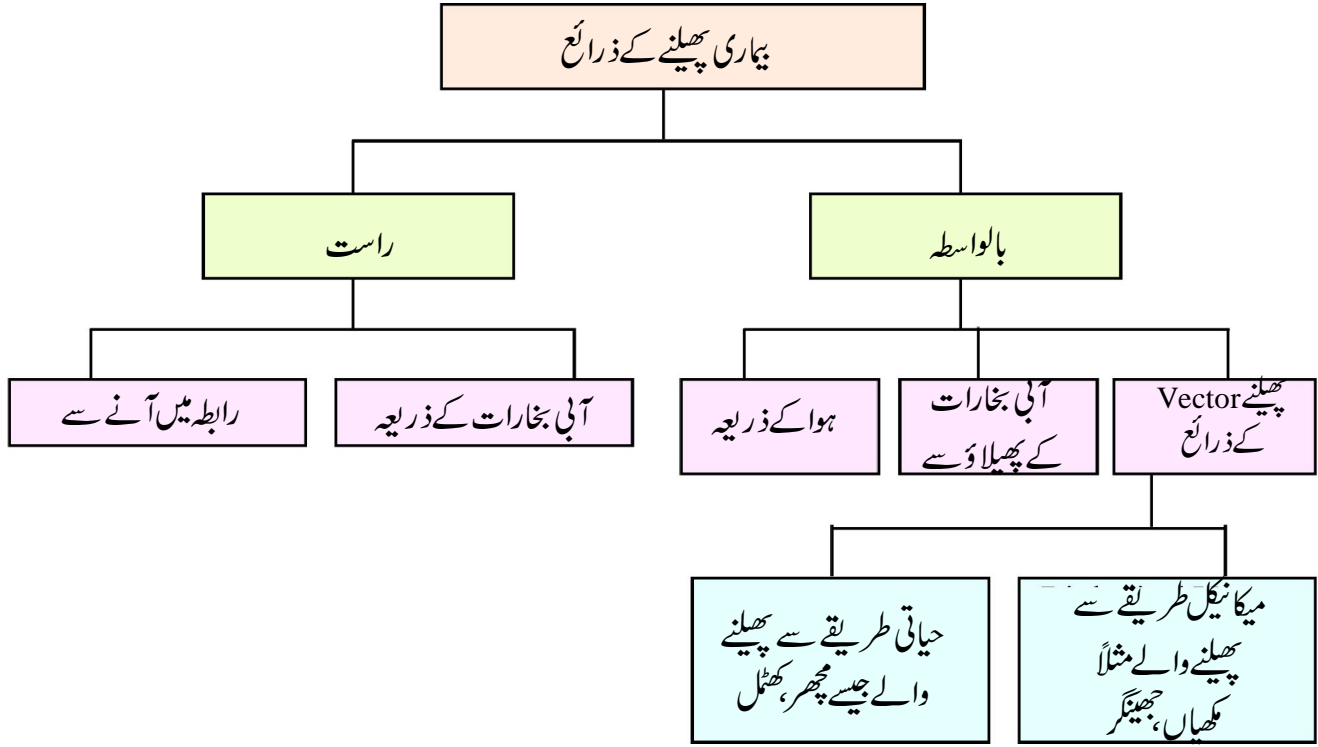 بیماری پھیلنے کے ذرائع
بالواسطہ
راست
Vector پھیلنے
کے ذرائع
آبی بخارات
کے پھیلاؤ سے
ہوا کے ذریعہ
آبی بخارات کے ذریعہ
رابطہ میں آنے سے
میکانیکل طریقے سے
پھیلنے والے مثلاً
مکھیاں، جھینگر
حیاتی طریقے سے پھیلنے
والے جیسے مچھر، کھٹمل